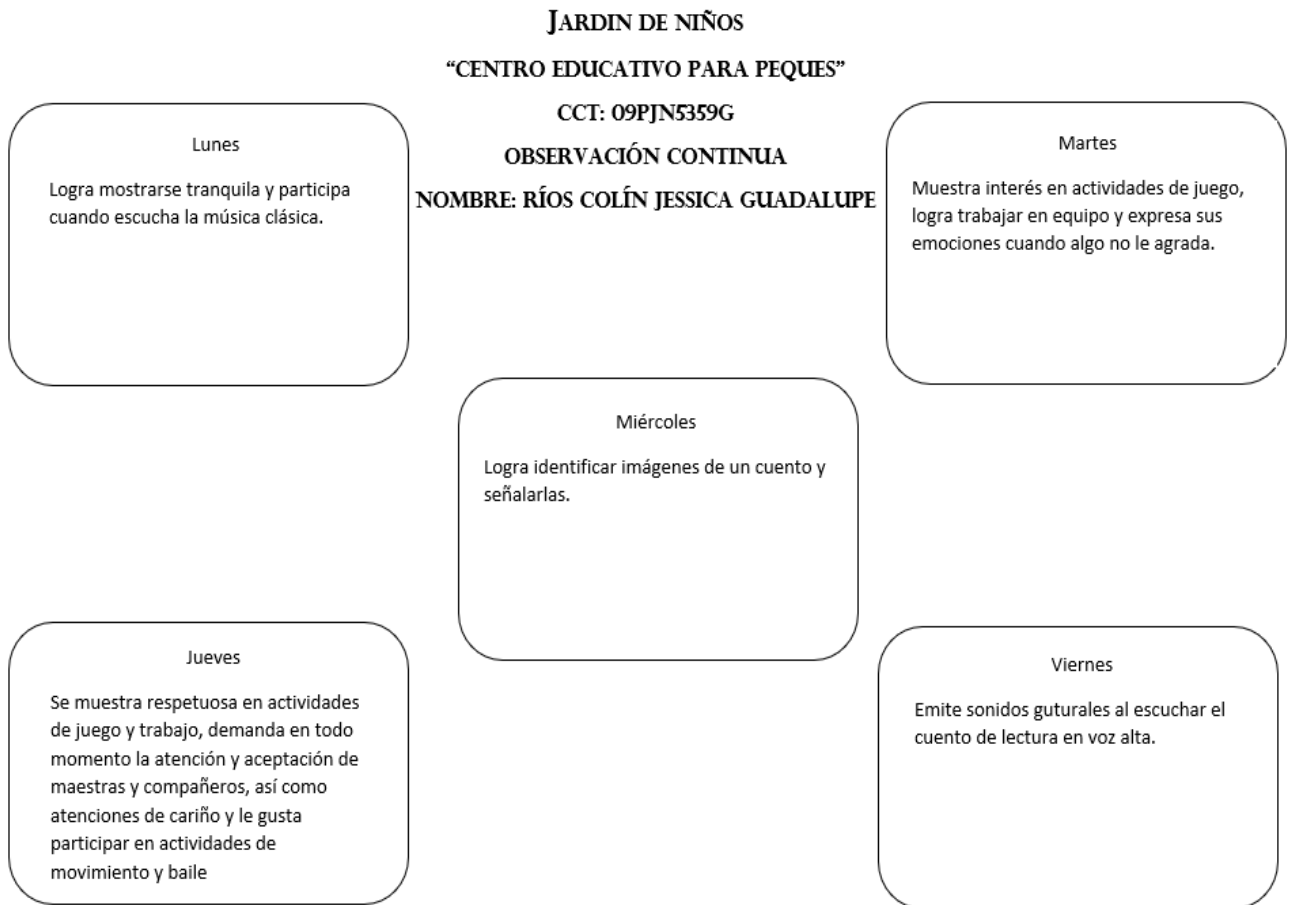 JARDIN DE NIÑOS
“CENTRO EDUCATIVO PARA PEQUES”
CCT: 09PJN5359G
OBSERVACIÓN CONTINUA
NOMBRE: RÍOS COLÍN JESSICA GUADALUPE
Lunes
Logra mostrarse tranquila y participa
cuando escucha la música clásica.
Martes
Muestra interés en actividades de juego,
logra trabajar en equipo y expresa sus
emociones cuando algo no le agrada.
Miércoles
Logra identificar imágenes de un cuento y
señalarlas.
Jueves
Se muestra respetuosa en actividades
de juego y trabajo, demanda en todo
momento la atención y aceptación de
maestras y compañeros, así como
atenciones de cariño y le gusta
participar en actividades de
movimiento y baile
Viernes
Emite sonidos guturales al escuchar el
cuento de lectura en voz alta.